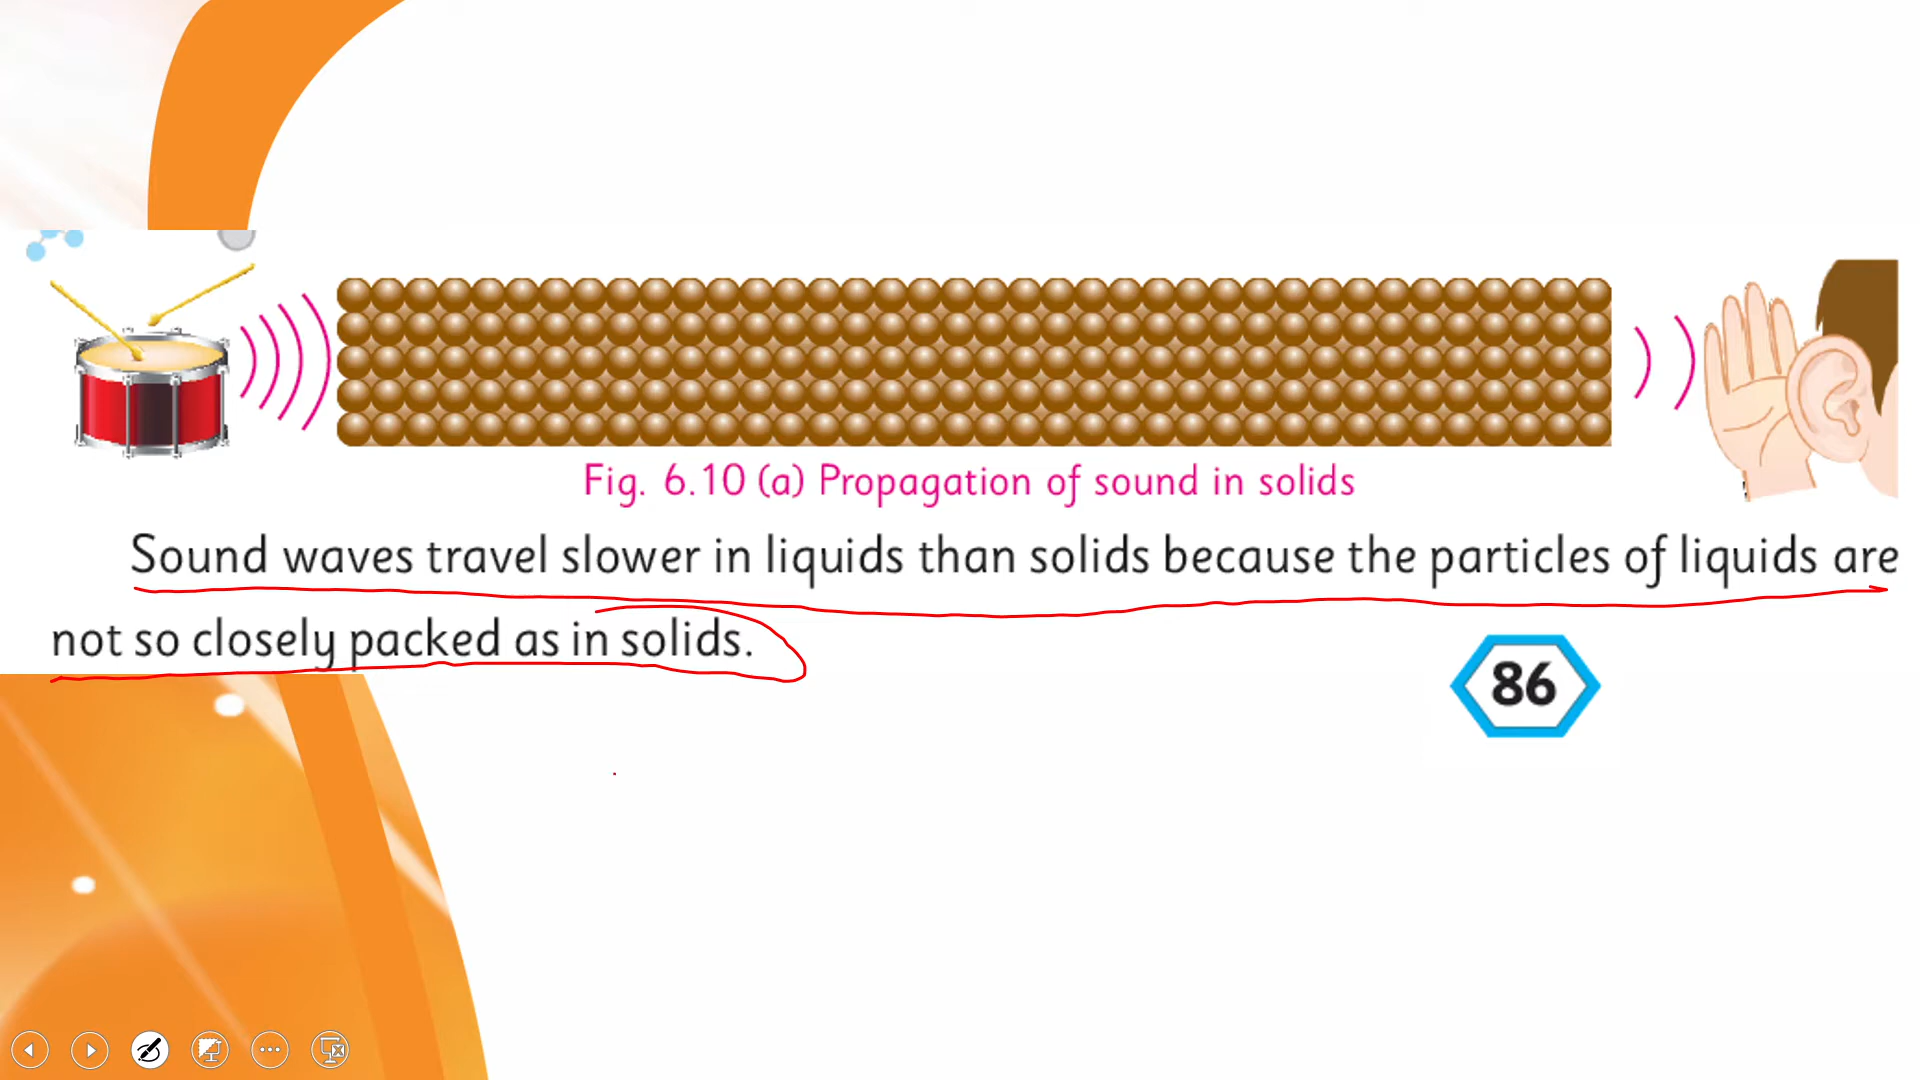 Fig. 6.10 (a) Propagation of sound in solids
Sound waves travel slower in liquids than solids because the particles of liquids are
not so closely packed as in solids.
86